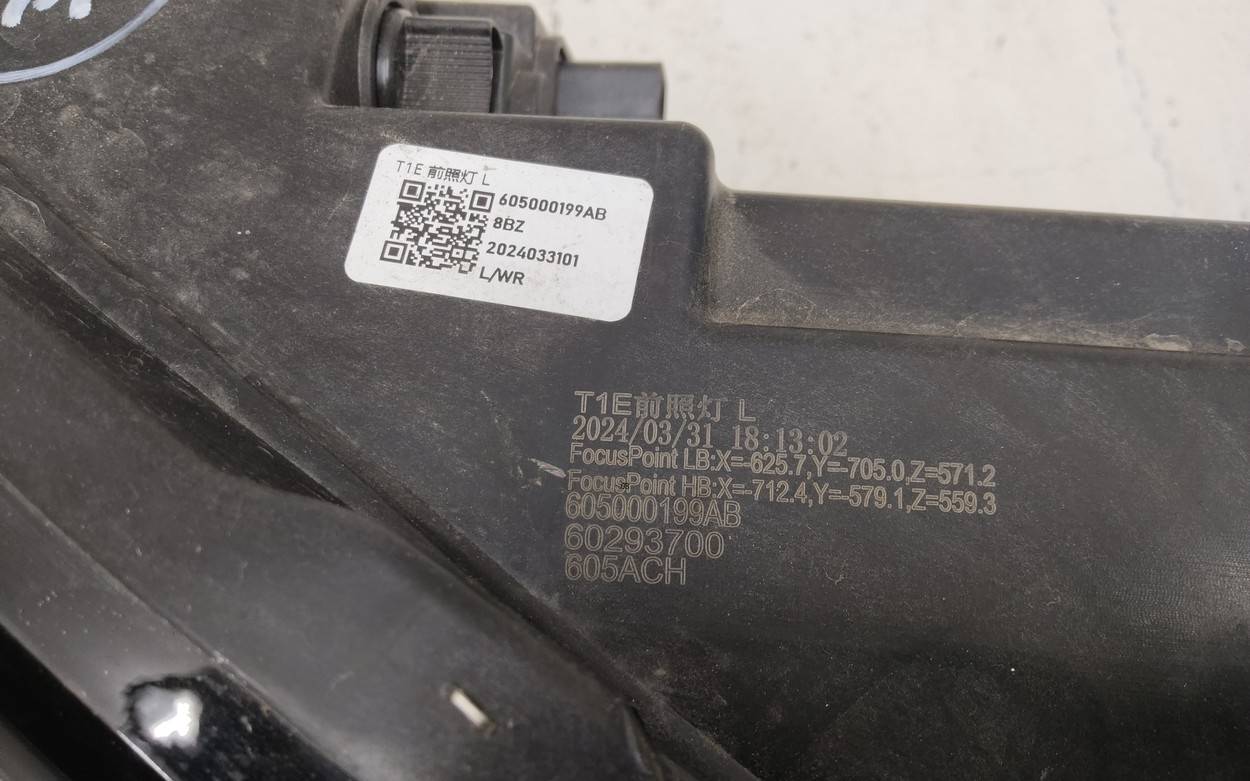 T1E 前照灯 L
605000199AB
8BZ
2024033101
L/WR
T1E前照灯 L
2024/03/31 18:13:02
FocusPoint LB:X=-625.7,Y=-705.0,Z=571.2
FocusPoint HB:X=-712.4,Y=-579.1,Z=559.3
605000199AB
60293700
605ACH